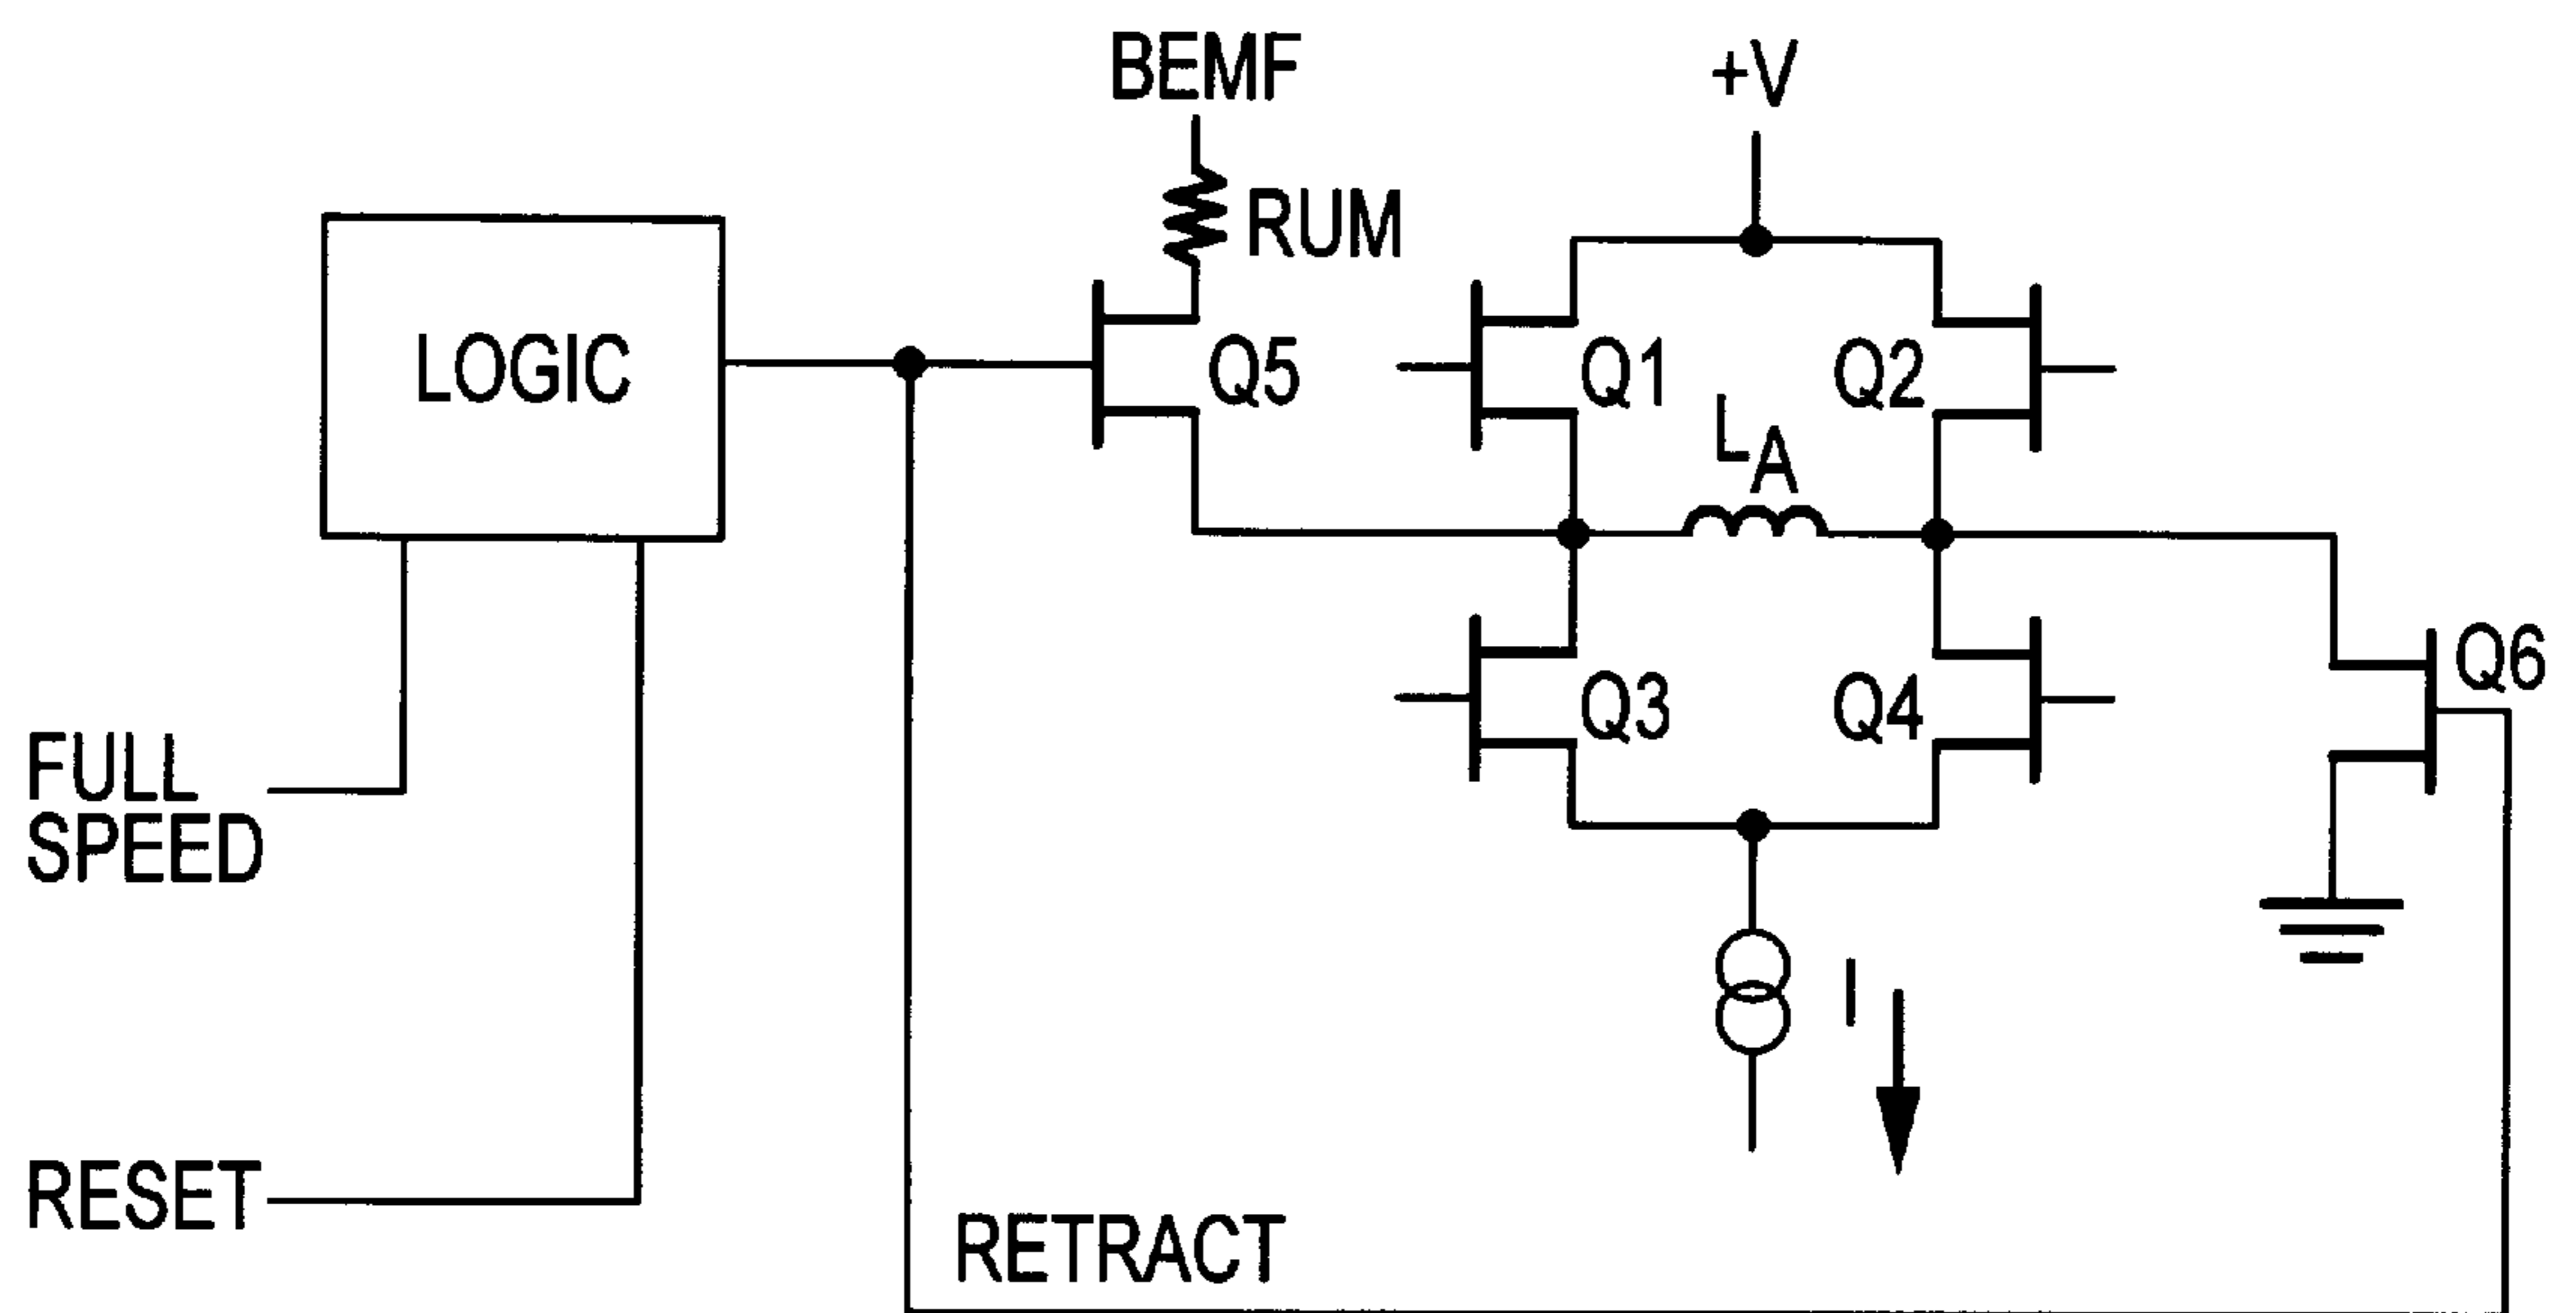 BEMF
+V
RUM
LOGIC
Q5
Q1
Q2
LA
Q3
Q4
Q6
FULL
SPEED
I
RESET
RETRACT